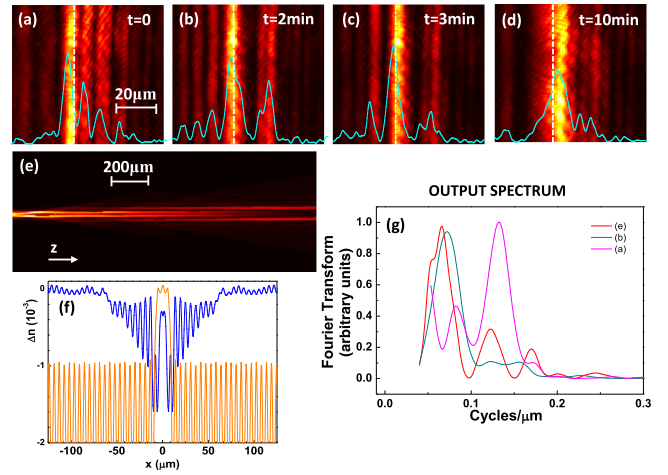 (a) t=0
(b) t=2min
(c) t=3min
(d) t=10min
20μm
(e)
200μm
z
OUTPUT SPECTRUM
(f)
Δn (10⁻³)
0
-1
-2
-100 -50 0 50 100
x (μm)
(g)
(e)
(b)
(a)
Fourier Transform
(arbitrary units)
1.0
0.8
0.6
0.4
0.2
0.0
0.0 0.1 0.2 0.3
Cycles/μm